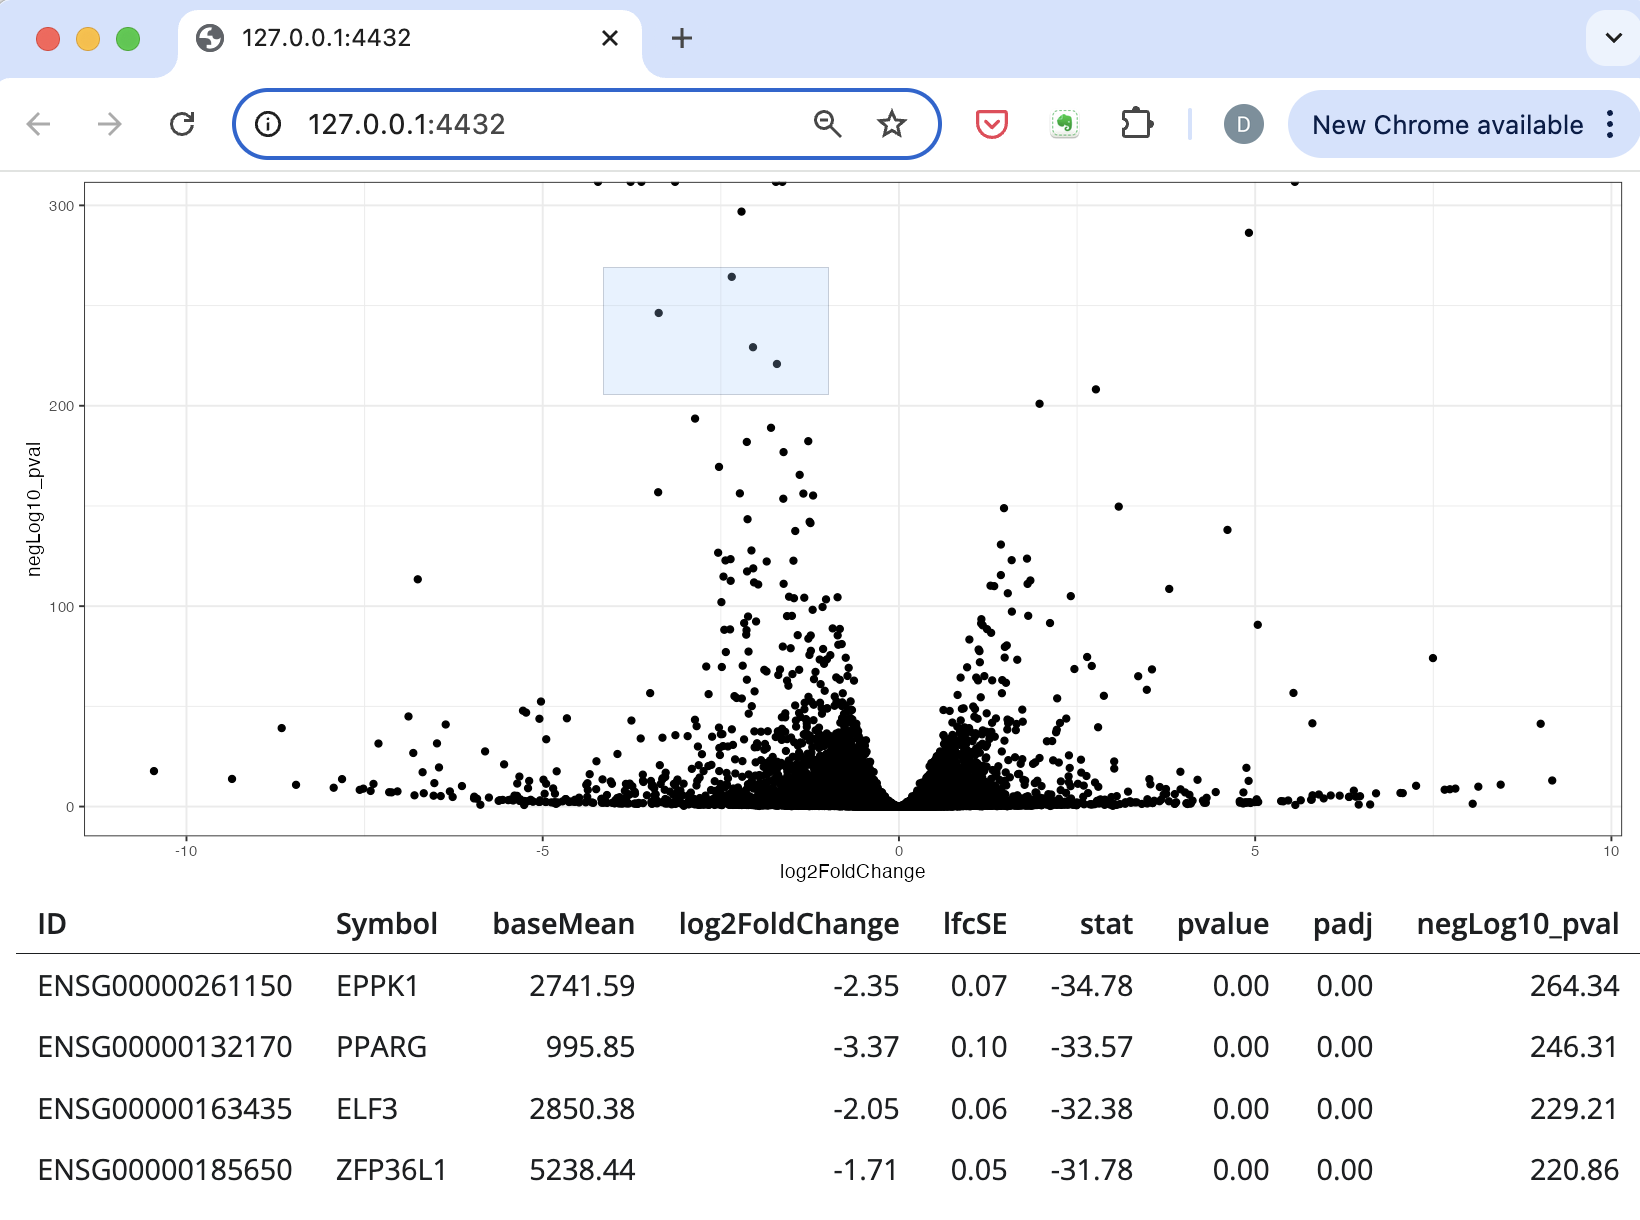 127.0.0.1:4432
127.0.0.1:4432
D
New Chrome available
300
200
100
0
negLog10_pval
-10 -5 0 5 10
log2FoldChange
ID Symbol baseMean log2FoldChange lfcSE stat pvalue padj negLog10_pval
ENSG00000261150 EPPK1 2741.59 -2.35 0.07 -34.78 0.00 0.00 264.34
ENSG00000132170 PPARG 995.85 -3.37 0.10 -33.57 0.00 0.00 246.31
ENSG00000163435 ELF3 2850.38 -2.05 0.06 -32.38 0.00 0.00 229.21
ENSG00000185650 ZFP36L1 5238.44 -1.71 0.05 -31.78 0.00 0.00 220.86